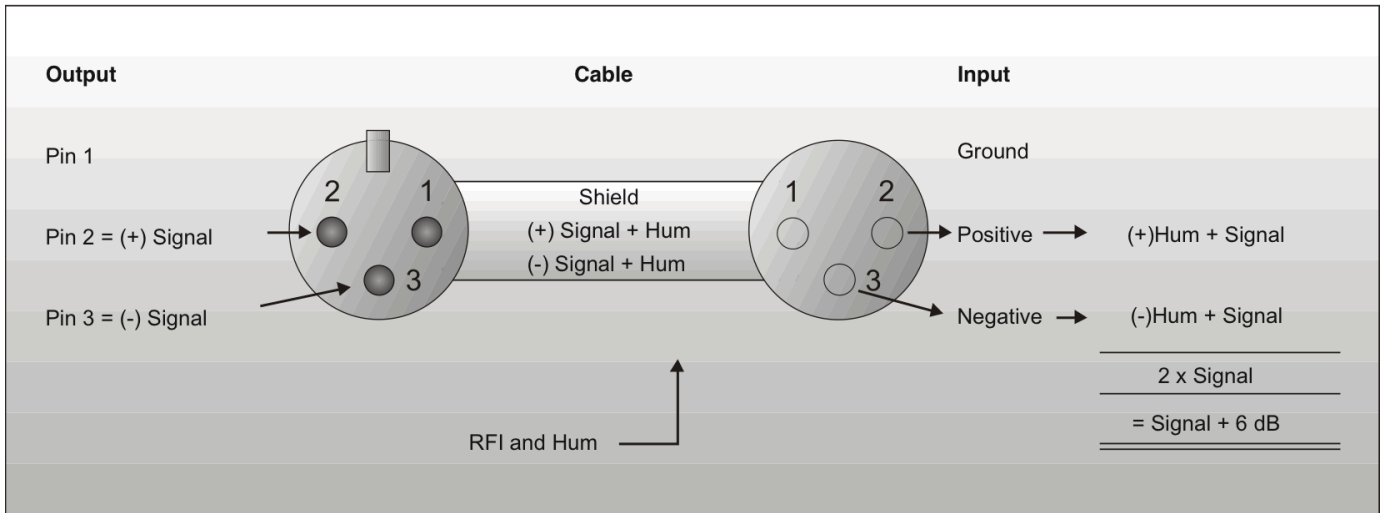 Output
Cable
Input
Pin 1
2
1
Shield
1
2
Ground
Pin 2 = (+) Signal
(+) Signal + Hum
Positive
(+)Hum + Signal
(-) Signal + Hum
3
3
Pin 3 = (-) Signal
Negative
(-)Hum + Signal
2 x Signal
= Signal + 6 dB
RFI and Hum